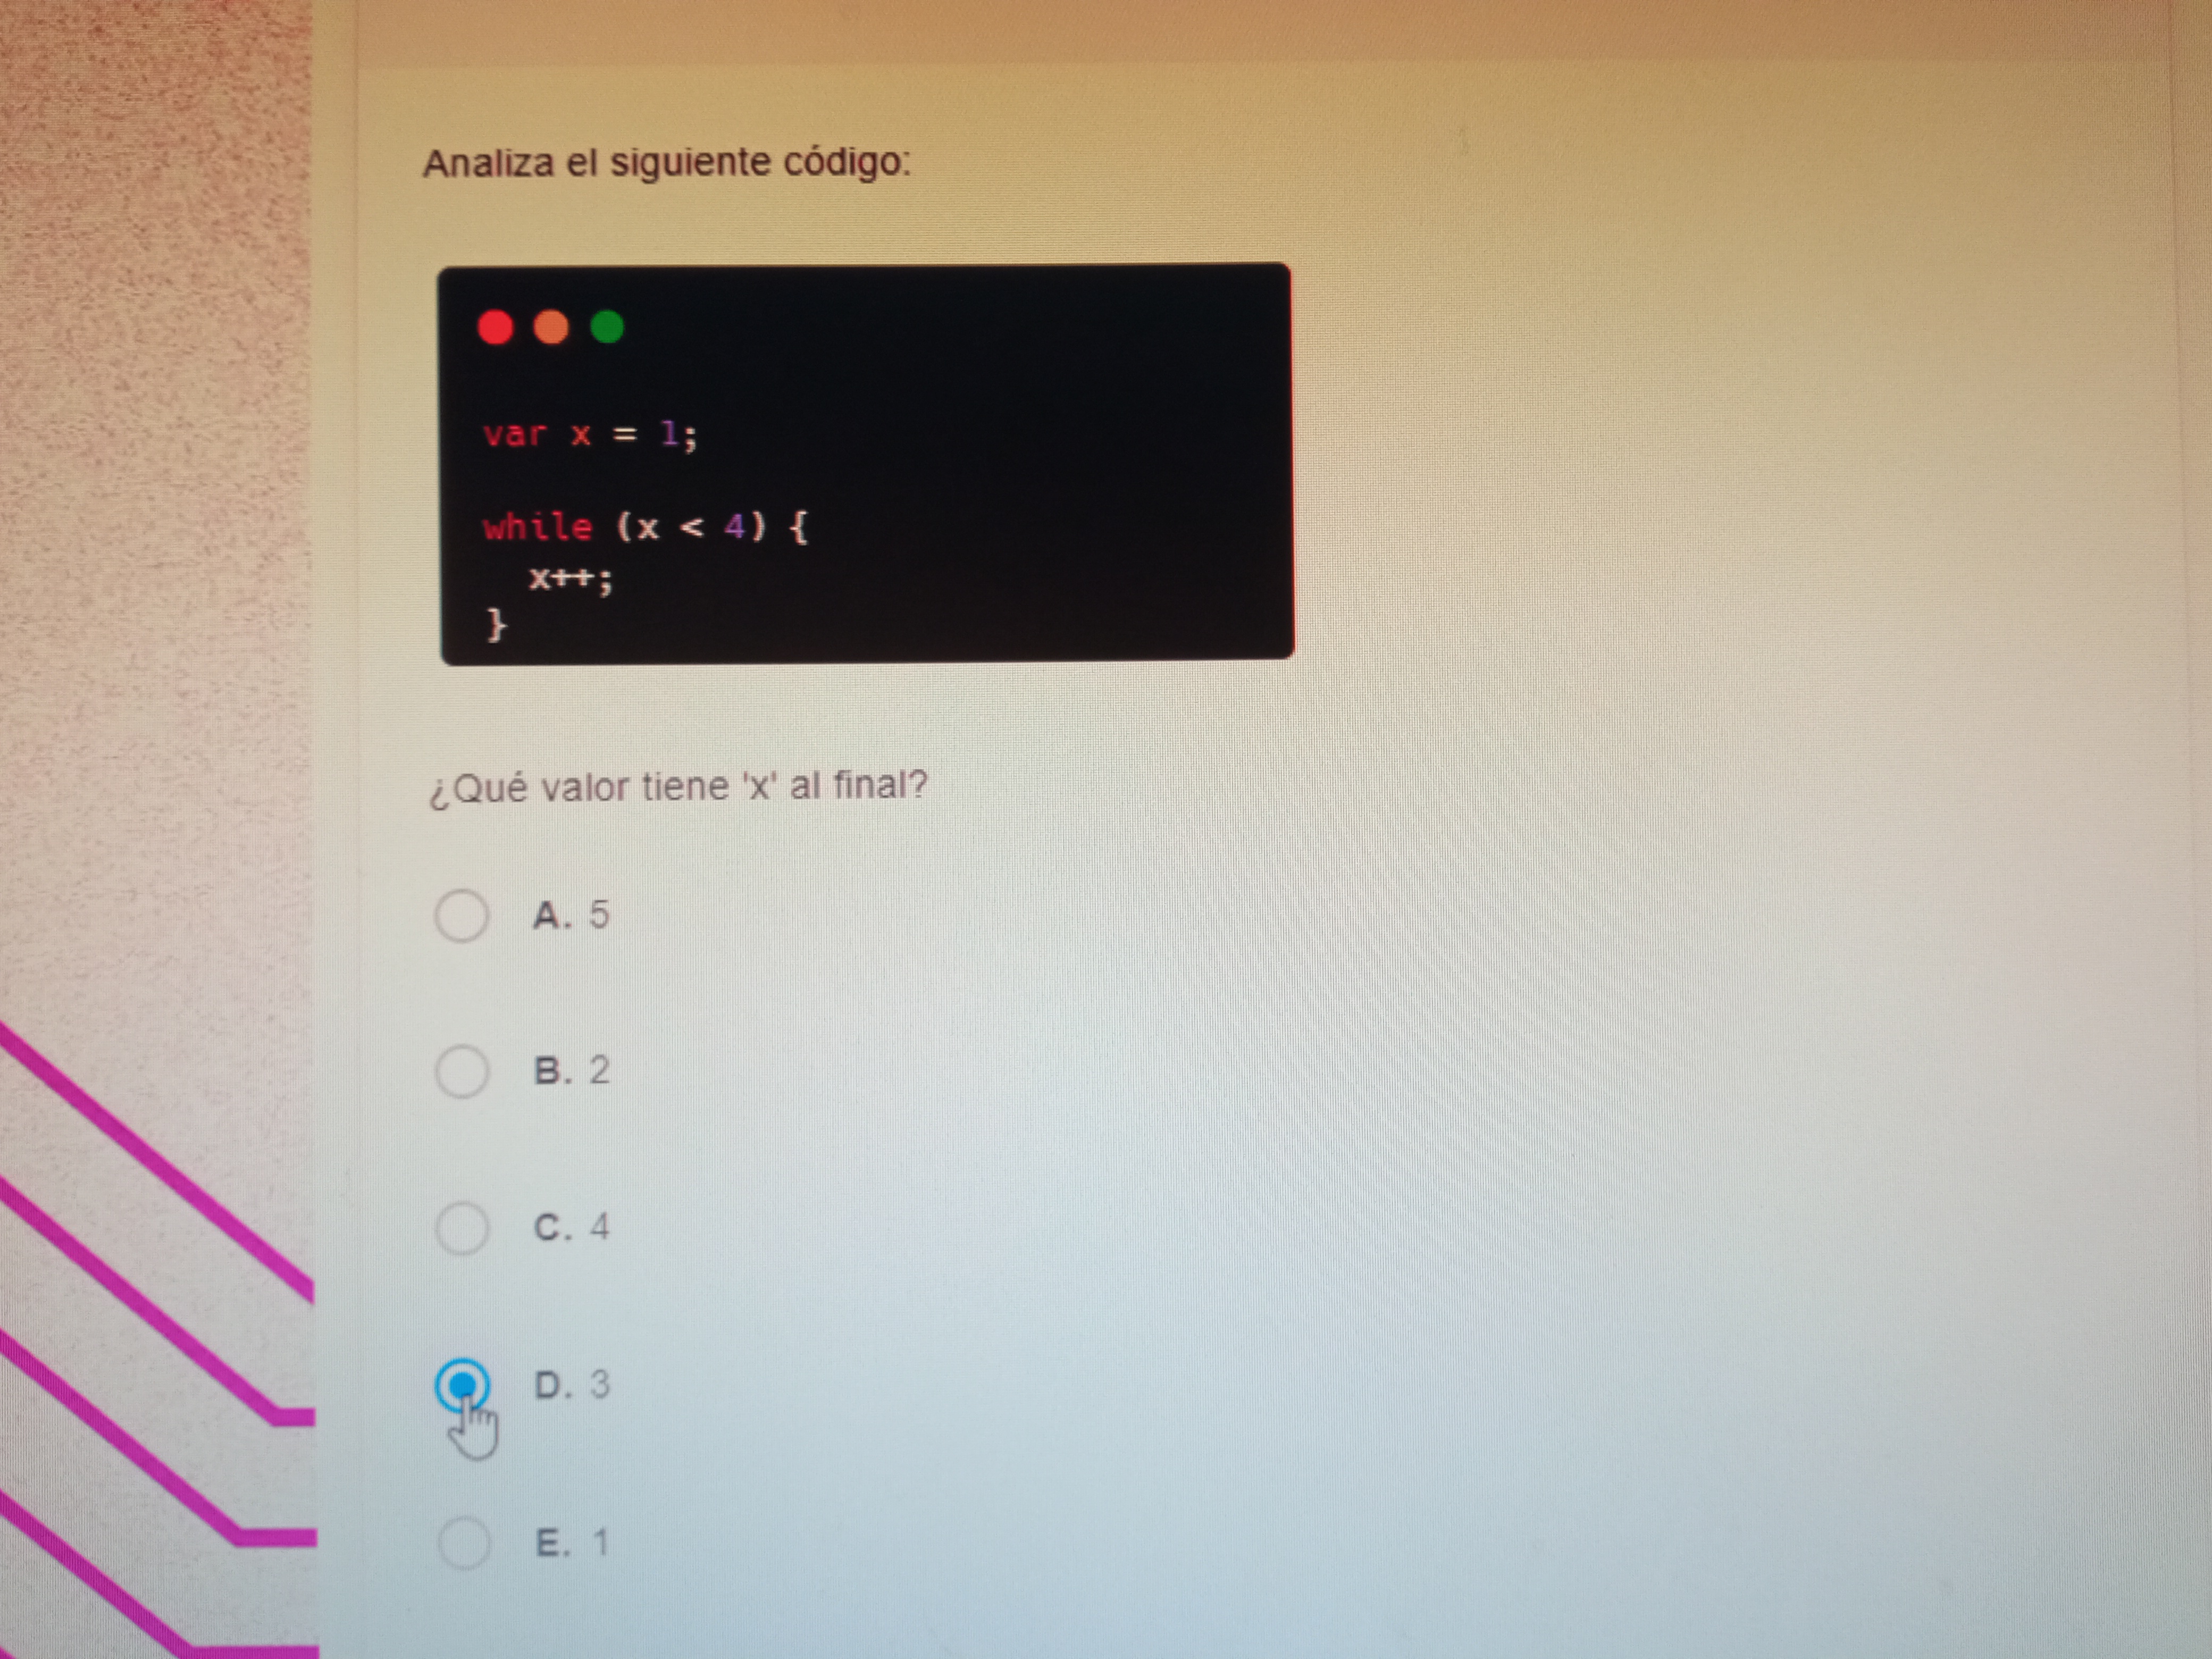 Analiza el siguiente código:
var x = 1;
while (x < 4) {
x++;
}
¿Qué valor tiene 'x' al final?
A. 5
B. 2
C. 4
D. 3
E. 1